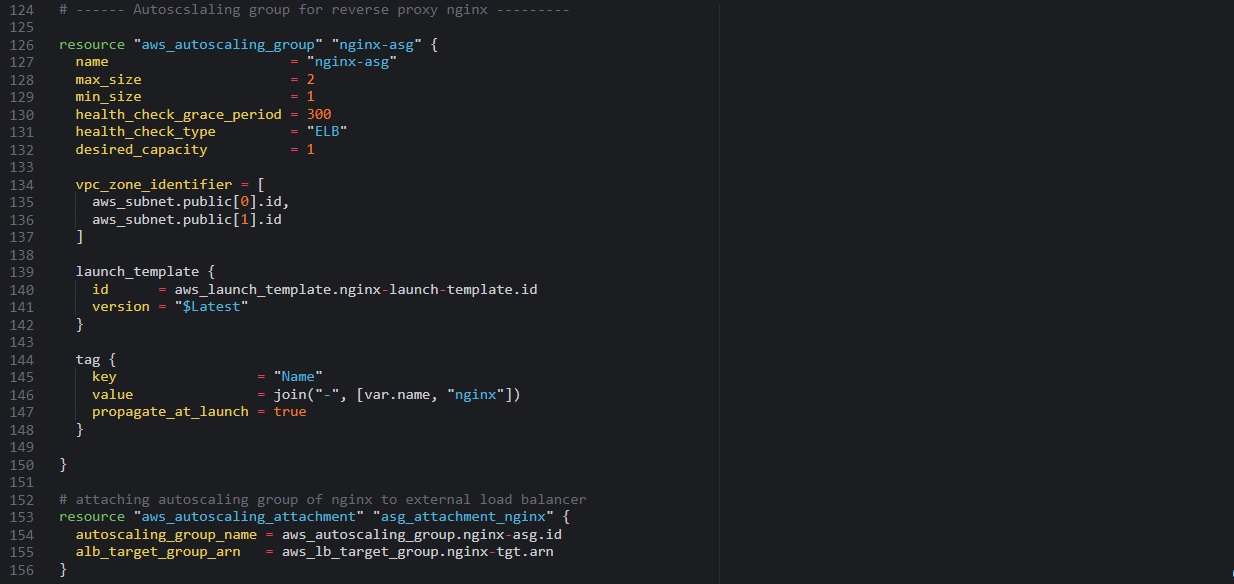 124 # ------ Autoscslaling group for reverse proxy nginx ---------
125
126 resource "aws_autoscaling_group" "nginx-asg" {
127   name                      = "nginx-asg"
128   max_size                  = 2
129   min_size                  = 1
130   health_check_grace_period = 300
131   health_check_type         = "ELB"
132   desired_capacity          = 1
133
134   vpc_zone_identifier = [
135     aws_subnet.public[0].id,
136     aws_subnet.public[1].id
137   ]
138
139   launch_template {
140     id      = aws_launch_template.nginx-launch-template.id
141     version = "$Latest"
142   }
143
144   tag {
145     key                 = "Name"
146     value               = join("-", [var.name, "nginx"])
147     propagate_at_launch = true
148   }
149
150 }
151
152 # attaching autoscaling group of nginx to external load balancer
153 resource "aws_autoscaling_attachment" "asg_attachment_nginx" {
154   autoscaling_group_name = aws_autoscaling_group.nginx-asg.id
155   alb_target_group_arn   = aws_lb_target_group.nginx-tgt.arn
156 }